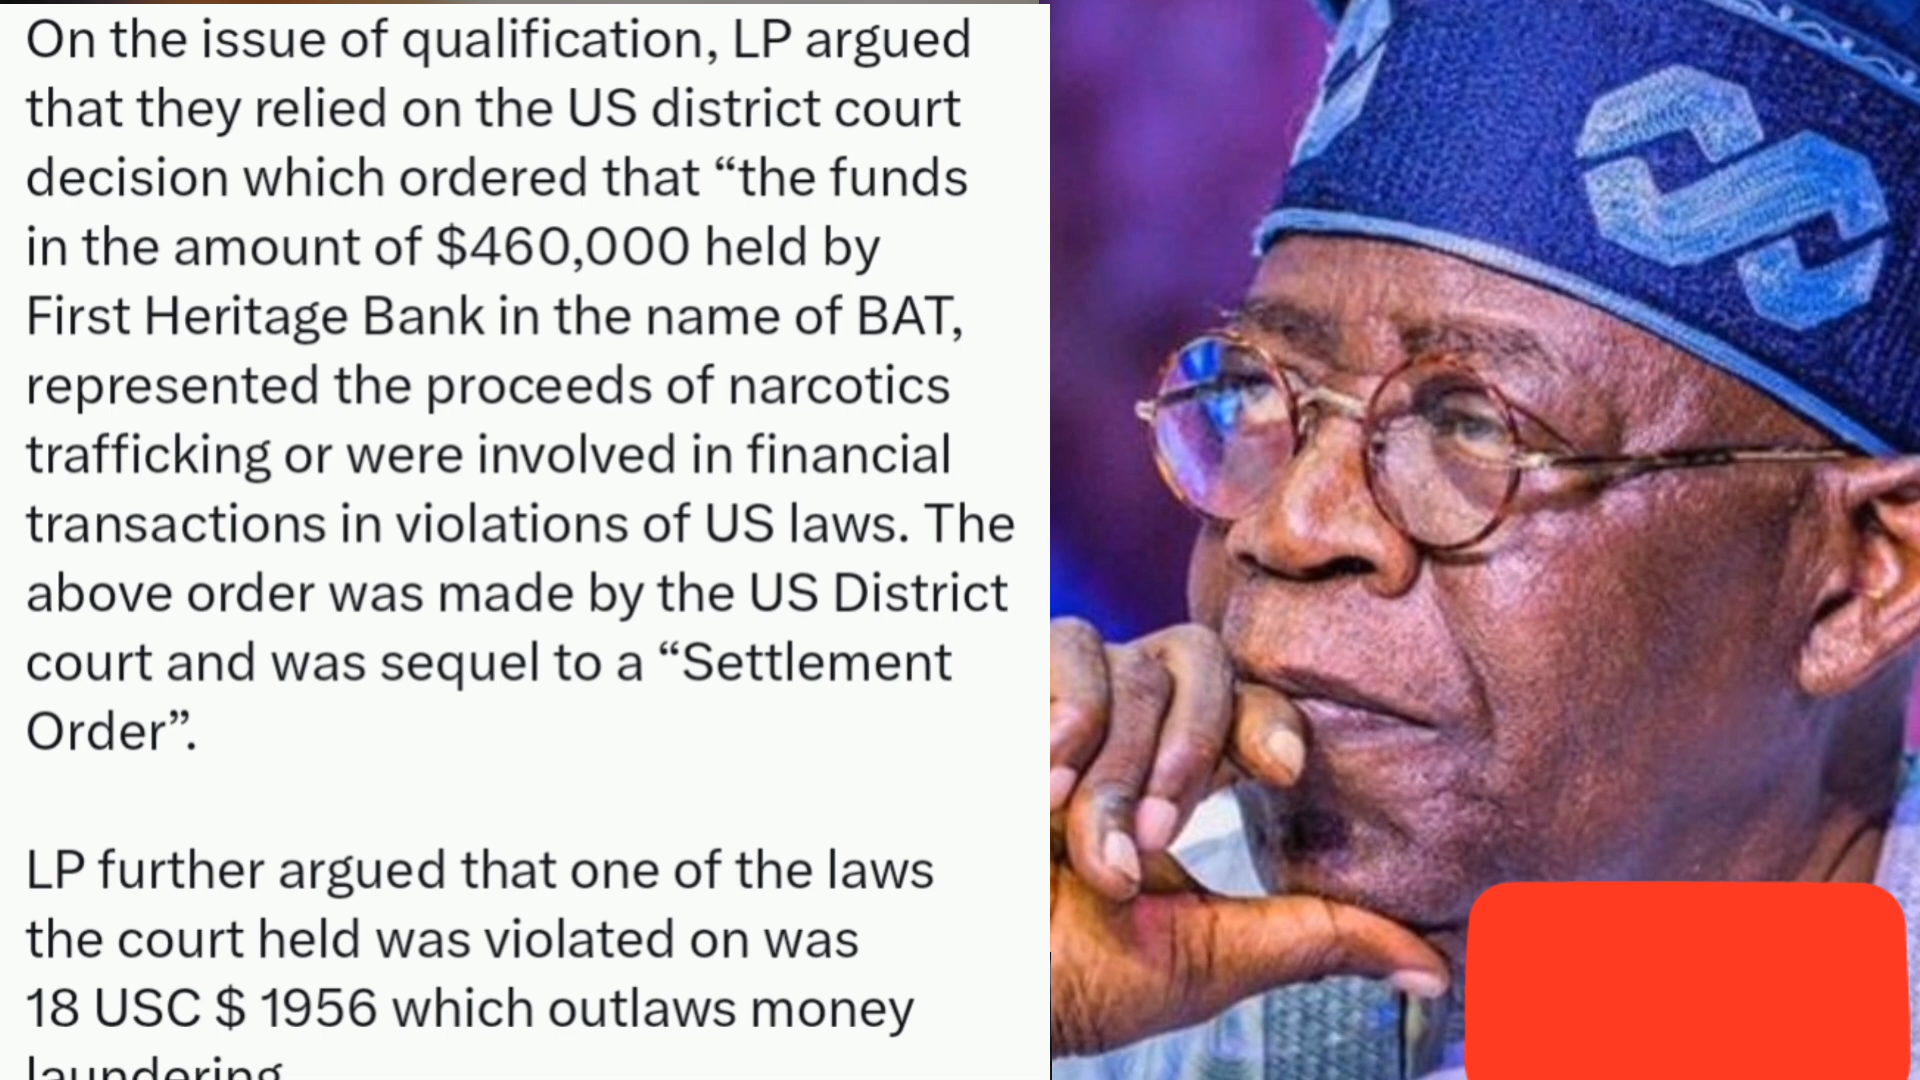 On the issue of qualification, LP argued
that they relied on the US district court
decision which ordered that “the funds
in the amount of $460,000 held by
First Heritage Bank in the name of BAT,
represented the proceeds of narcotics
trafficking or were involved in financial
transactions in violations of US laws. The
above order was made by the US District
court and was sequel to a “Settlement
Order”.
LP further argued that one of the laws
the court held was violated on was
18 USC $ 1956 which outlaws money
laundering